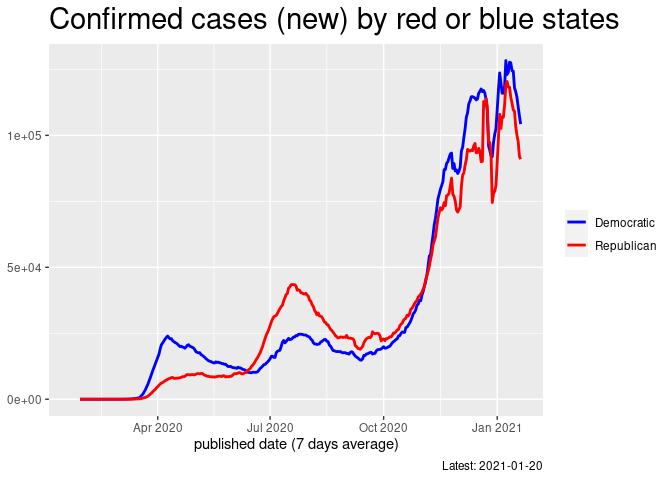 Confirmed cases (new) by red or blue states
1e+05
5e+04
0e+00
Democratic
Republican
Apr 2020 Jul 2020 Oct 2020 Jan 2021
published date (7 days average)
Latest: 2021-01-20